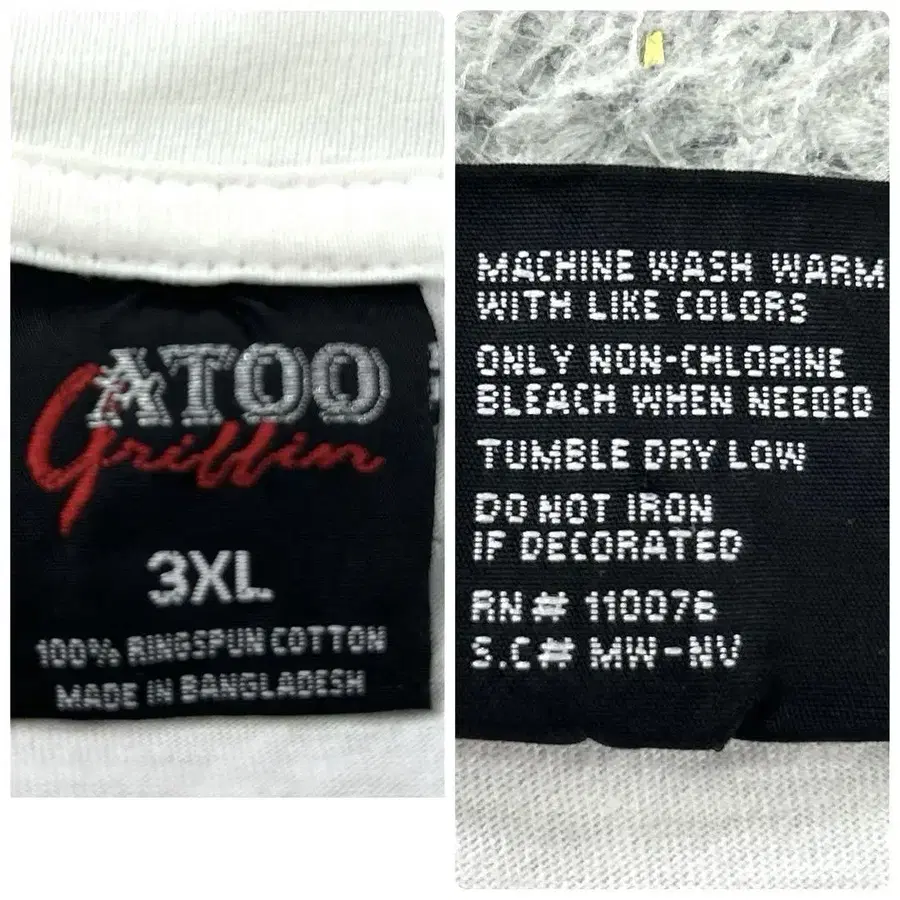 ATOO
Griffin
3XL
100% RINGSPUN COTTON
MADE IN BANGLADESH
MACHINE WASH WARM
WITH LIKE COLORS
ONLY NON-CHLORINE
BLEACH WHEN NEEDED
TUMBLE DRY LOW
DO NOT IRON
IF DECORATED
RN # 110076
S.C# MW-NV